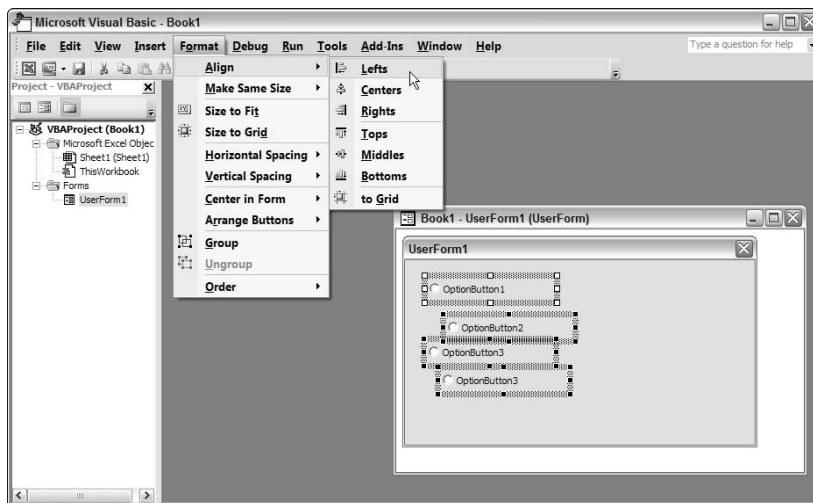 Microsoft Visual Basic - Book1
File Edit View Insert Format Debug Run Tools Add-Ins Window Help
Type a question for help
Project - VBAProject
VBAProject (Book1)
Microsoft Excel Objec
Sheet1 (Sheet1)
ThisWorkbook
Forms
UserForm1
Align
Make Same Size
Size to Fit
Size to Grid
Horizontal Spacing
Vertical Spacing
Center in Form
Arrange Buttons
Group
Ungroup
Order
Lefts
Centers
Rights
Tops
Middles
Bottoms
to Grid
Book1 - UserForm1 (UserForm)
UserForm1
OptionButton1
OptionButton2
OptionButton3
OptionButton3